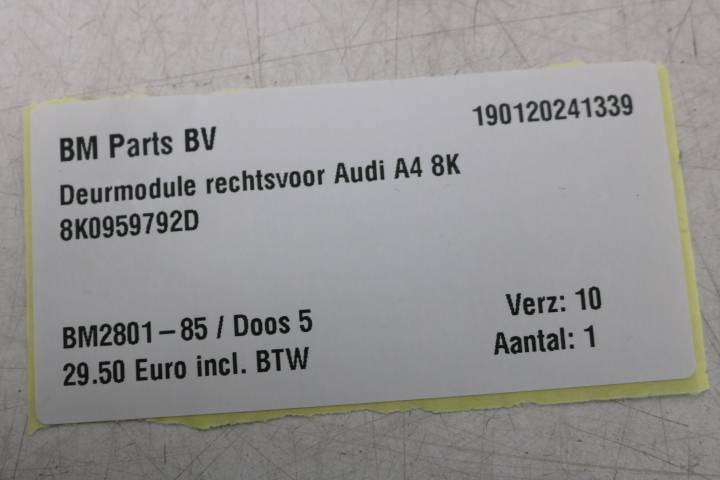 BM Parts BV
190120241339
Deurmodule rechtsvoor Audi A4 8K
8K0959792D
BM2801-85 / Doos 5
Verz: 10
29.50 Euro incl. BTW
Aantal: 1